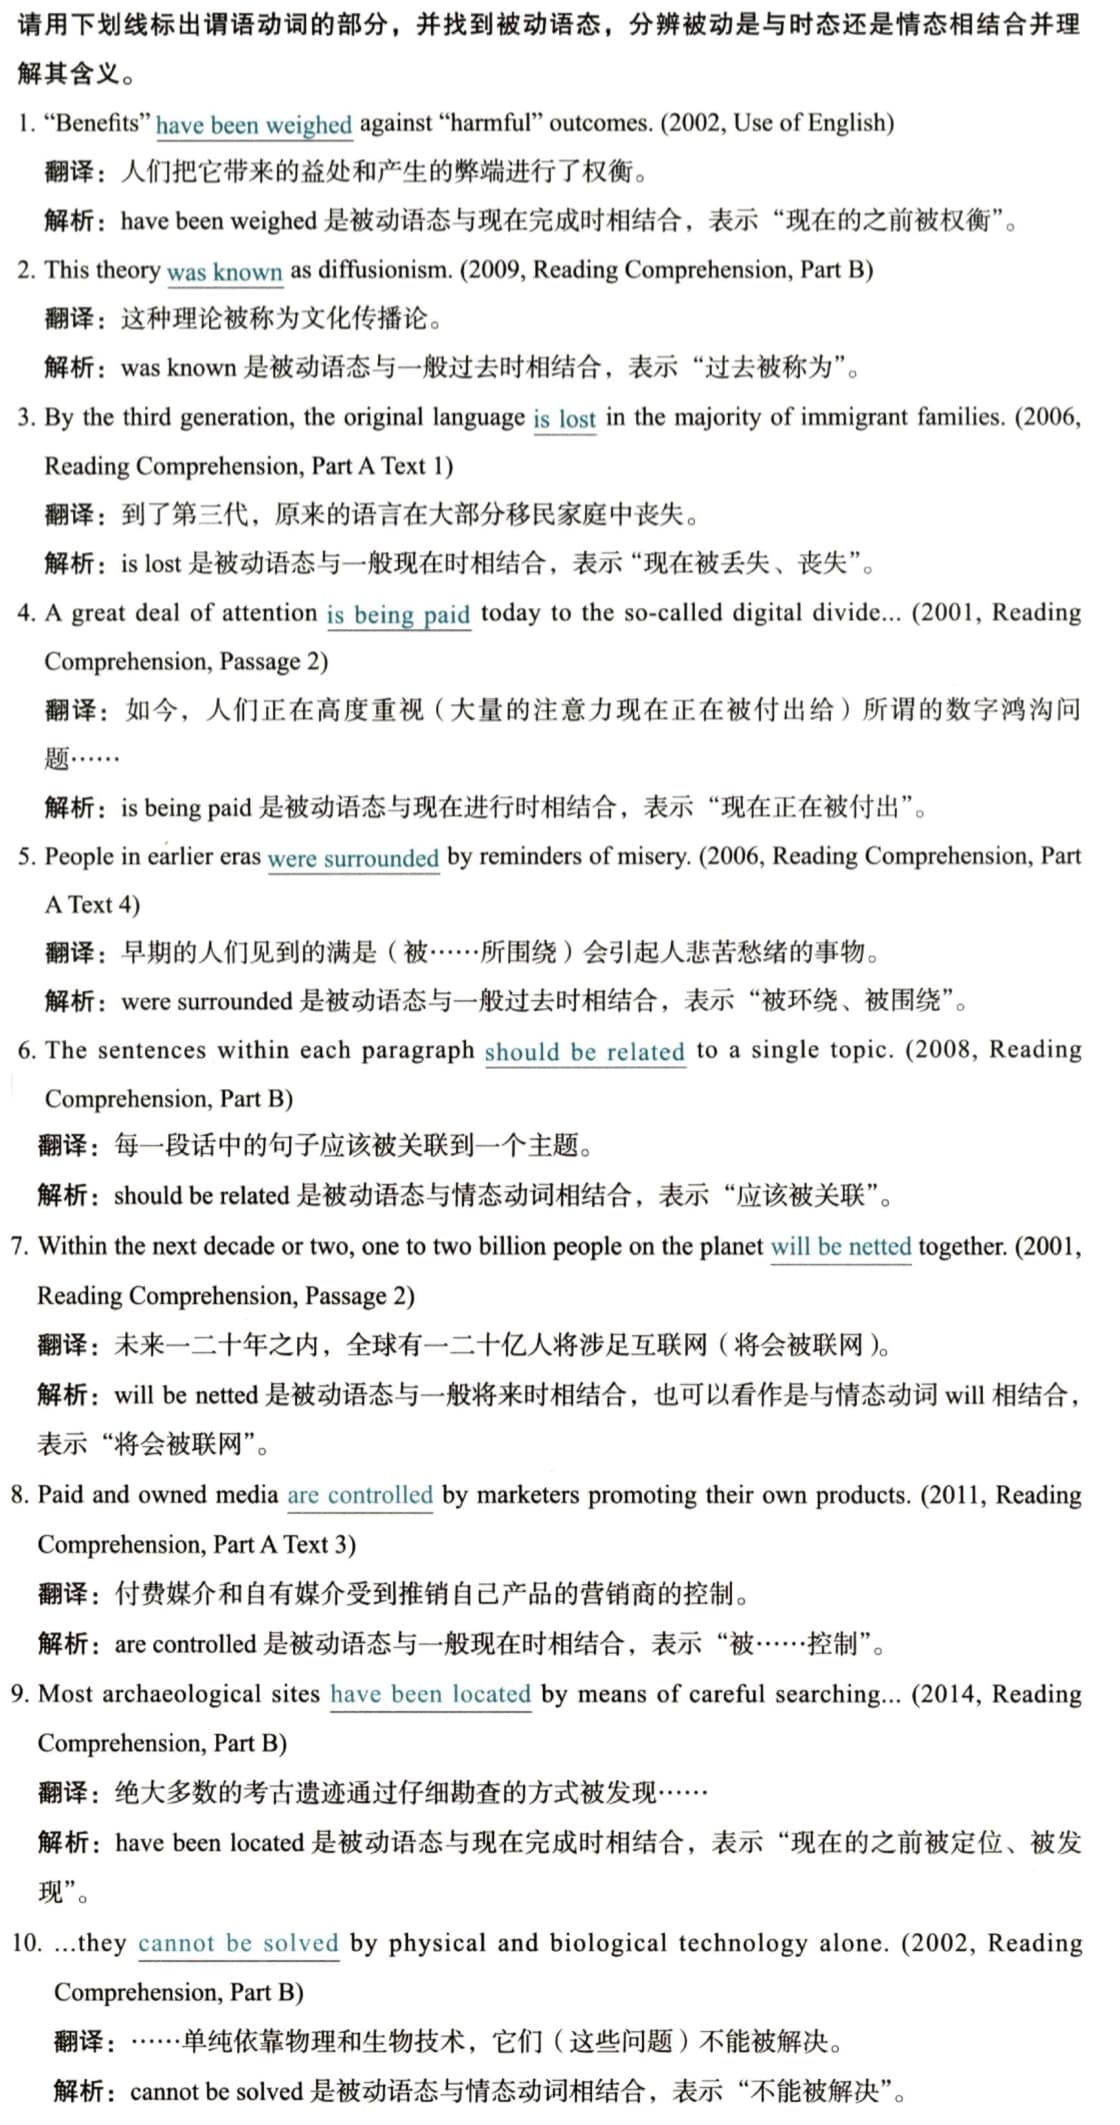 请用下划线标出谓语动词的部分，并找到被动语态，分辨被动是与时态还是情态相结合并理
解其含义。
1. “Benefits” have been weighed against “harmful” outcomes. (2002, Use of English)
翻译：人们把它带来的益处和产生的弊端进行了权衡。
解析：have been weighed 是被动语态与现在完成时相结合，表示“现在的之前被权衡”。
2. This theory was known as diffusionism. (2009, Reading Comprehension, Part B)
翻译：这种理论被称为文化传播论。
解析：was known 是被动语态与一般过去时相结合，表示“过去被称为”。
3. By the third generation, the original language is lost in the majority of immigrant families. (2006,
Reading Comprehension, Part A Text 1)
翻译：到了第三代，原来的语言在大部分移民家庭中丧失。
解析：is lost 是被动语态与一般现在时相结合，表示“现在被丢失、丧失”。
4. A great deal of attention is being paid today to the so-called digital divide... (2001, Reading
Comprehension, Passage 2)
翻译：如今，人们正在高度重视（大量的注意力现在正在被付出给）所谓的数字鸿沟问
题……
解析：is being paid 是被动语态与现在进行时相结合，表示“现在正在被付出”。
5. People in earlier eras were surrounded by reminders of misery. (2006, Reading Comprehension, Part
A Text 4)
翻译：早期的人们见到的满是（被……所围绕）会引起人悲苦愁绪的事物。
解析：were surrounded 是被动语态与一般过去时相结合，表示“被环绕、被围绕”。
6. The sentences within each paragraph should be related to a single topic. (2008, Reading
Comprehension, Part B)
翻译：每一段话中的句子应该被关联到一个主题。
解析：should be related 是被动语态与情态动词相结合，表示“应该被关联”。
7. Within the next decade or two, one to two billion people on the planet will be netted together. (2001,
Reading Comprehension, Passage 2)
翻译：未来一二十年之内，全球有一二十亿人将涉足互联网（将会被联网）。
解析：will be netted 是被动语态与一般将来时相结合，也可以看作是与情态动词 will 相结合，
表示“将会被联网”。
8. Paid and owned media are controlled by marketers promoting their own products. (2011, Reading
Comprehension, Part A Text 3)
翻译：付费媒介和自有媒介受到推销自己产品的营销商的控制。
解析：are controlled 是被动语态与一般现在时相结合，表示“被……控制”。
9. Most archaeological sites have been located by means of careful searching... (2014, Reading
Comprehension, Part B)
翻译：绝大多数的考古遗迹通过仔细勘查的方式被发现……
解析：have been located 是被动语态与现在完成时相结合，表示“现在的之前被定位、被发
现”。
10. ...they cannot be solved by physical and biological technology alone. (2002, Reading
Comprehension, Part B)
翻译：……单纯依靠物理和生物技术，它们（这些问题）不能被解决。
解析：cannot be solved 是被动语态与情态动词相结合，表示“不能被解决”。